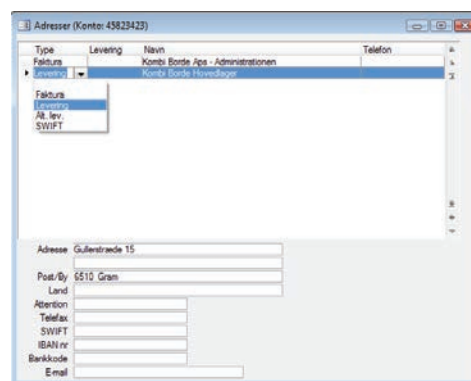 Adresser (Konto: 45823423)
Type Levering Navn Telefon
Faktura Kombi Borde Aps - Administrationen
Levering Kombi Borde Hovedlager
Faktura
Levering
Alt. lev.
SWIFT
Adresse Gullerstræde 15
Post/By 6510 Gram
Land
Attention
Telefax
SWIFT
IBAN nr
Bankkode
E-mail